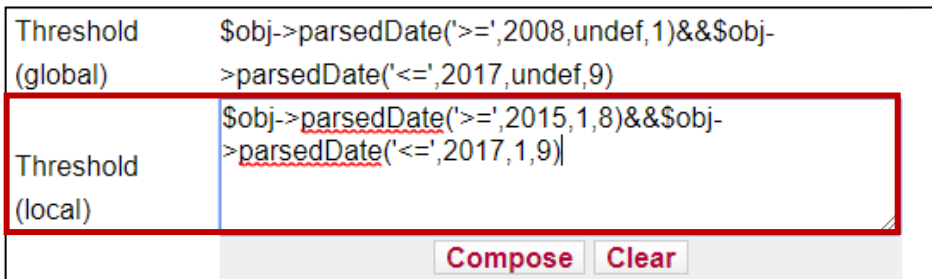 Threshold $obj->parsedDate('>=',2008,undef,1)&&$obj-
(global) >parsedDate('<=',2017,undef,9)
$obj->parsedDate('>=',2015,1,8)&&$obj-
>parsedDate('<=',2017,1,9)
Threshold
(local)
Compose Clear